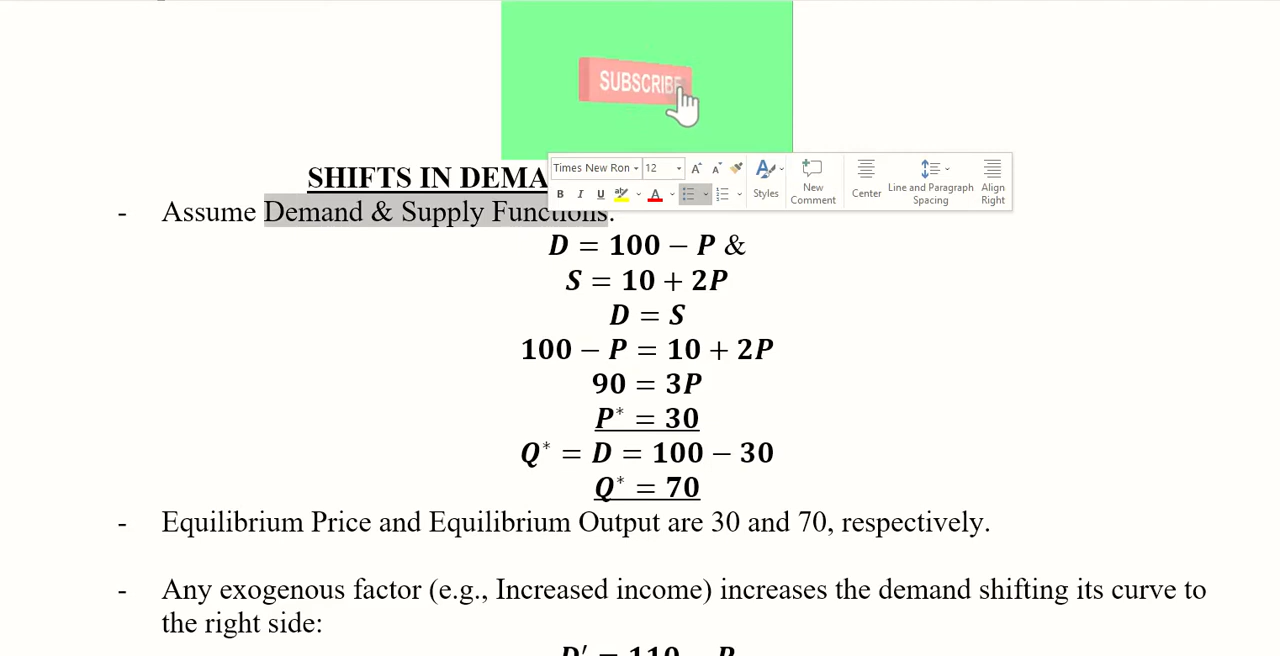 SUBSCRIBE
SHIFTS IN DEMA
Times New Ron 12 A A Styles New Comment Center Line and Paragraph Spacing Align Right
B I U ab A
- Assume Demand & Supply Functions.
D = 100 − P &
S = 10 + 2P
D = S
100 − P = 10 + 2P
90 = 3P
P* = 30
Q* = D = 100 − 30
Q* = 70
- Equilibrium Price and Equilibrium Output are 30 and 70, respectively.
- Any exogenous factor (e.g., Increased income) increases the demand shifting its curve to
the right side:
D′ = 110 − P